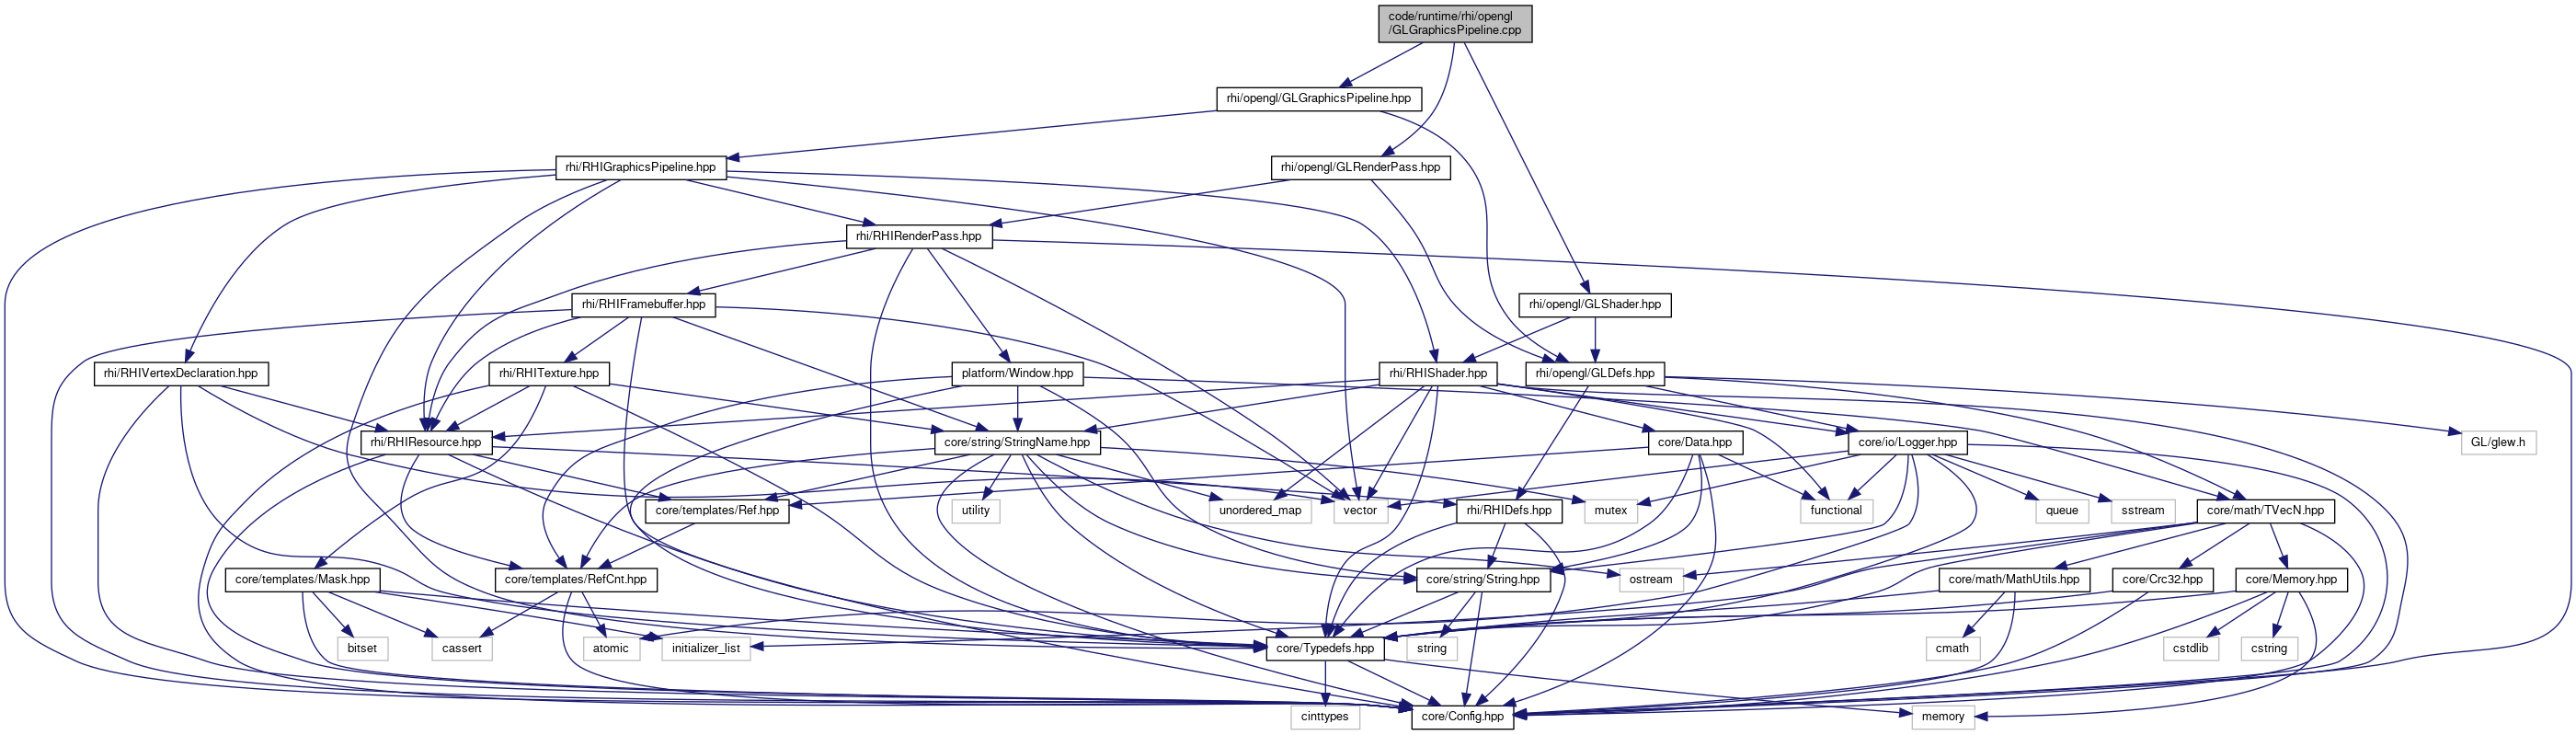 code/runtime/rhi/opengl
/GLGraphicsPipeline.cpp
rhi/opengl/GLGraphicsPipeline.hpp
rhi/RHIGraphicsPipeline.hpp
rhi/opengl/GLRenderPass.hpp
rhi/RHIRenderPass.hpp
rhi/RHIFramebuffer.hpp
rhi/opengl/GLShader.hpp
rhi/RHIVertexDeclaration.hpp
rhi/RHITexture.hpp
platform/Window.hpp
rhi/RHIShader.hpp
rhi/opengl/GLDefs.hpp
rhi/RHIResource.hpp
core/string/StringName.hpp
core/Data.hpp
core/io/Logger.hpp
GL/glew.h
core/templates/Ref.hpp
utility
unordered_map
vector
rhi/RHIDefs.hpp
mutex
functional
queue
sstream
core/math/TVecN.hpp
core/templates/Mask.hpp
core/templates/RefCnt.hpp
core/string/String.hpp
ostream
core/math/MathUtils.hpp
core/Crc32.hpp
core/Memory.hpp
bitset
cassert
atomic
initializer_list
core/Typedefs.hpp
string
cmath
cstdlib
cstring
cinttypes
core/Config.hpp
memory